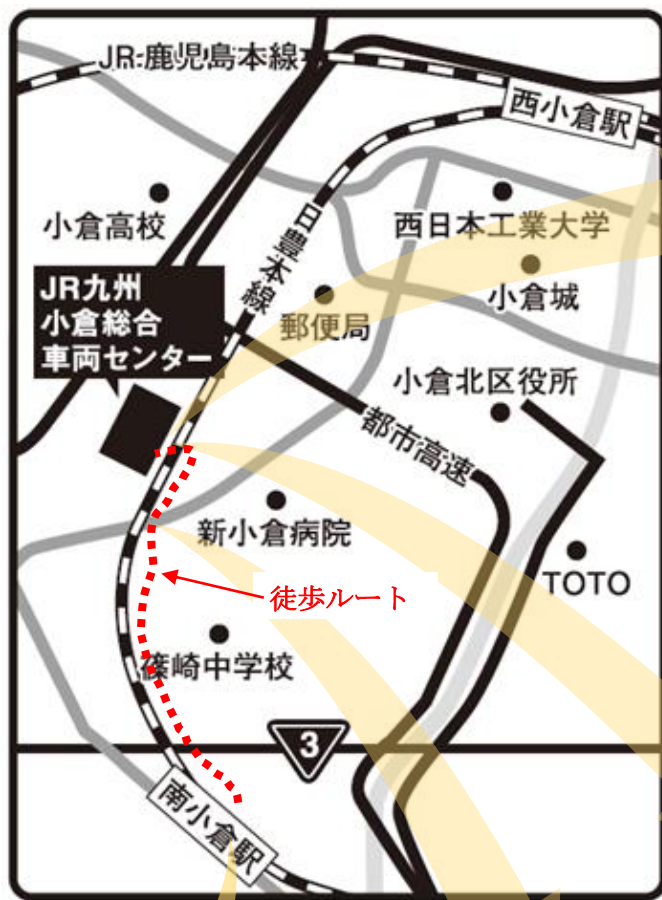 JR鹿児島本線
西小倉駅
小倉高校
日豊本線
西日本工業大学
小倉城
JR九州
小倉総合
車両センター
郵便局
小倉北区役所
都市高速
新小倉病院
TOTO
徒歩ルート
篠崎中学校
3
南小倉駅